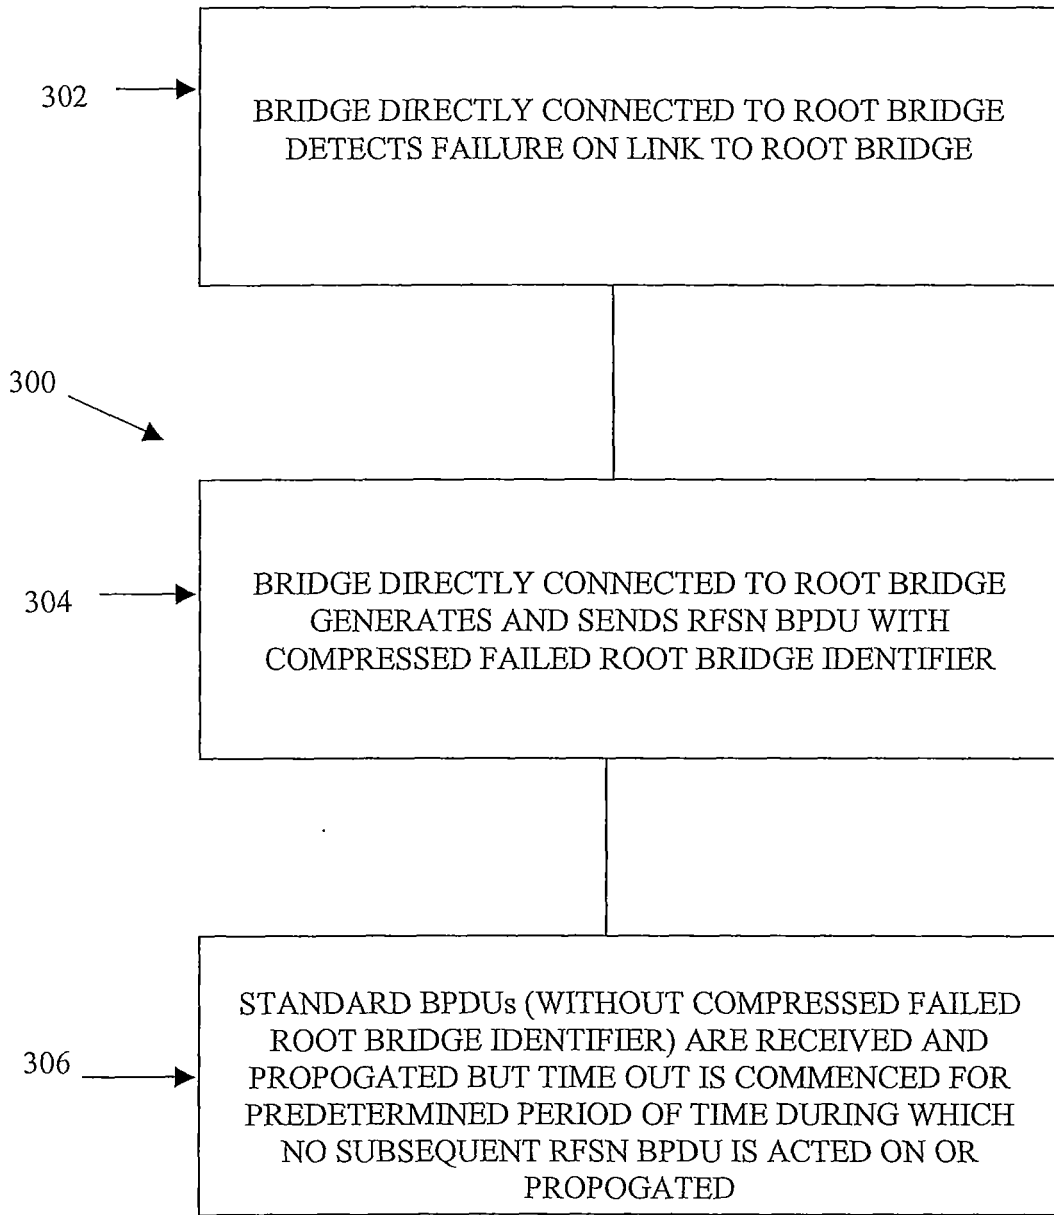 302
BRIDGE DIRECTLY CONNECTED TO ROOT BRIDGE
DETECTS FAILURE ON LINK TO ROOT BRIDGE
300
304
BRIDGE DIRECTLY CONNECTED TO ROOT BRIDGE
GENERATES AND SENDS RFSN BPDU WITH
COMPRESSED FAILED ROOT BRIDGE IDENTIFIER
306
STANDARD BPDUs (WITHOUT COMPRESSED FAILED
ROOT BRIDGE IDENTIFIER) ARE RECEIVED AND
PROPOGATED BUT TIME OUT IS COMMENCED FOR
PREDETERMINED PERIOD OF TIME DURING WHICH
NO SUBSEQUENT RFSN BPDU IS ACTED ON OR
PROPOGATED